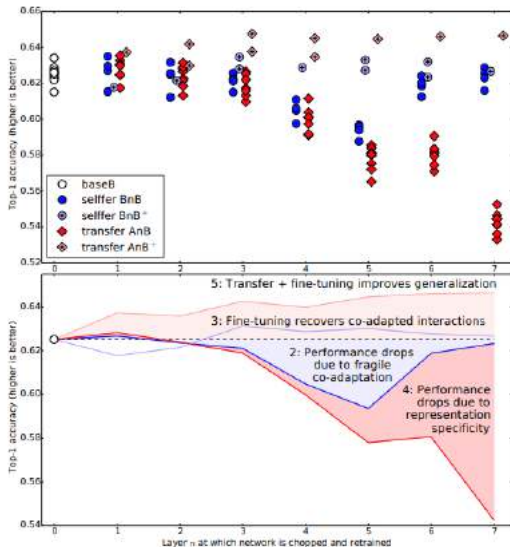 0.66
0.64
0.62
0.60
0.58
0.56
0.54
0.52
Top-1 accuracy (higher is better)
baseB
selffer BnB
selffer BnB⁺
transfer AnB
transfer AnB⁺
0 1 2 3 4 5 6 7
5: Transfer + fine-tuning improves generalization
3: Fine-tuning recovers co-adapted interactions
2: Performance drops
due to fragile
co-adaptation
4: Performance
drops due to
representation
specificity
0.64
0.62
0.60
0.58
0.56
0.54
Top-1 accuracy (higher is better)
0 1 2 3 4 5 6 7
Layer n at which network is chopped and retrained